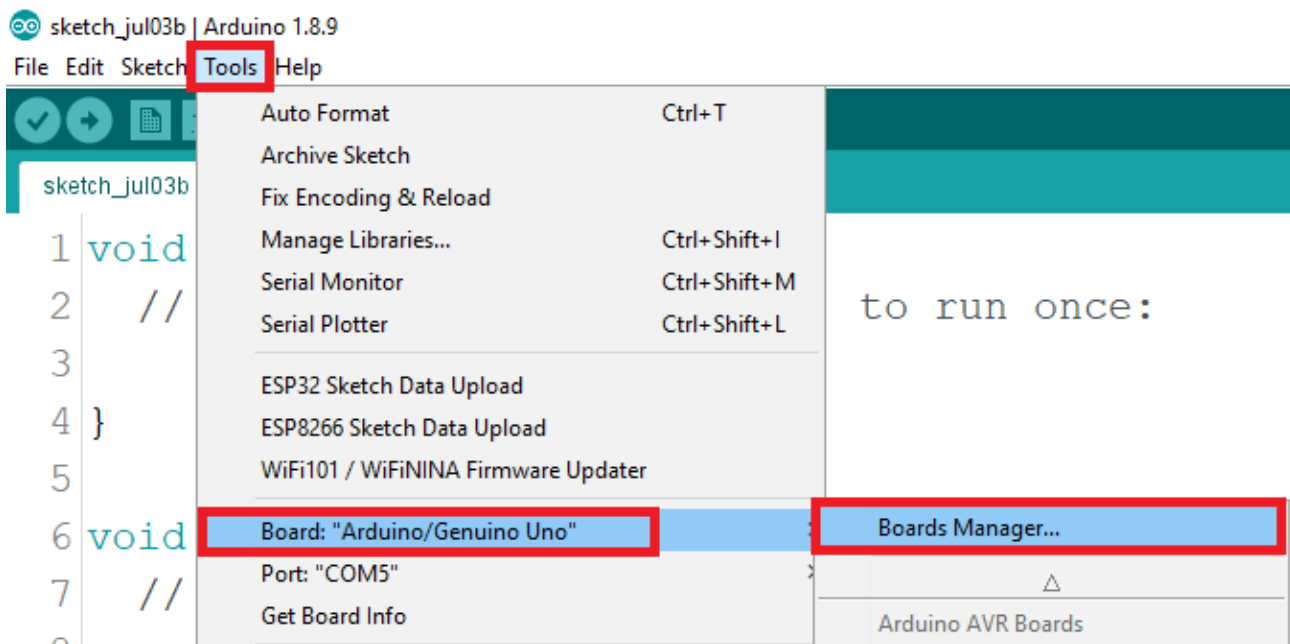 sketch_jul03b | Arduino 1.8.9
File Edit Sketch Tools Help
sketch_jul03b
Auto Format Ctrl+T
Archive Sketch
Fix Encoding & Reload
Manage Libraries... Ctrl+Shift+I
Serial Monitor Ctrl+Shift+M
Serial Plotter Ctrl+Shift+L
ESP32 Sketch Data Upload
ESP8266 Sketch Data Upload
WiFi101 / WiFiNINA Firmware Updater
Board: "Arduino/Genuino Uno"
Port: "COM5"
Get Board Info
Boards Manager...
Arduino AVR Boards
1 void
2 // to run once:
3
4 }
5
6 void
7 //